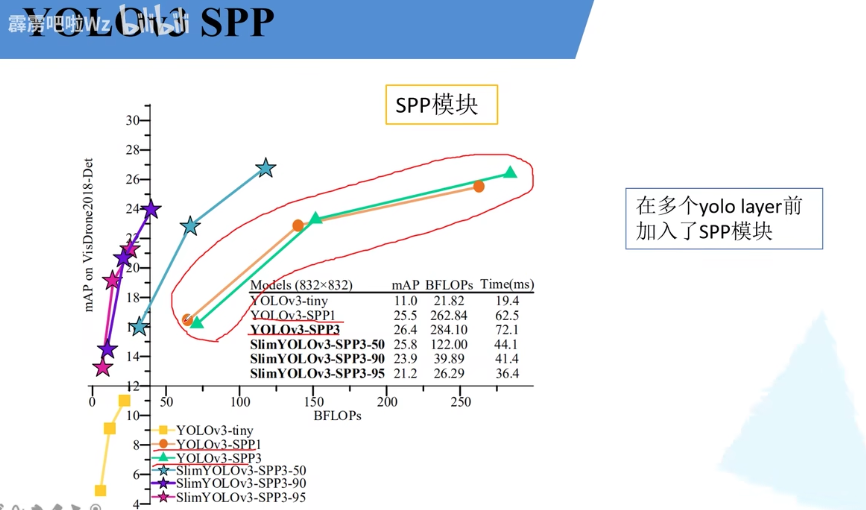 YOLOv3 SPP
霹雳吧啦Wz bilibili
SPP模块
在多个yolo layer前
加入了SPP模块
mAP on VisDrone2018-Det
30
28
26
24
22
20
18
16
14
12
10
8
6
4
0 50 100 150 200 250
BFLOPs
Models (832×832) mAP BFLOPs Time(ms)
YOLOv3-tiny 11.0 21.82 19.4
YOLOv3-SPP1 25.5 262.84 62.5
YOLOv3-SPP3 26.4 284.10 72.1
SlimYOLOv3-SPP3-50 25.8 122.00 44.1
SlimYOLOv3-SPP3-90 23.9 39.89 41.4
SlimYOLOv3-SPP3-95 21.2 26.29 36.4
YOLOv3-tiny
YOLOv3-SPP1
YOLOv3-SPP3
SlimYOLOv3-SPP3-50
SlimYOLOv3-SPP3-90
SlimYOLOv3-SPP3-95